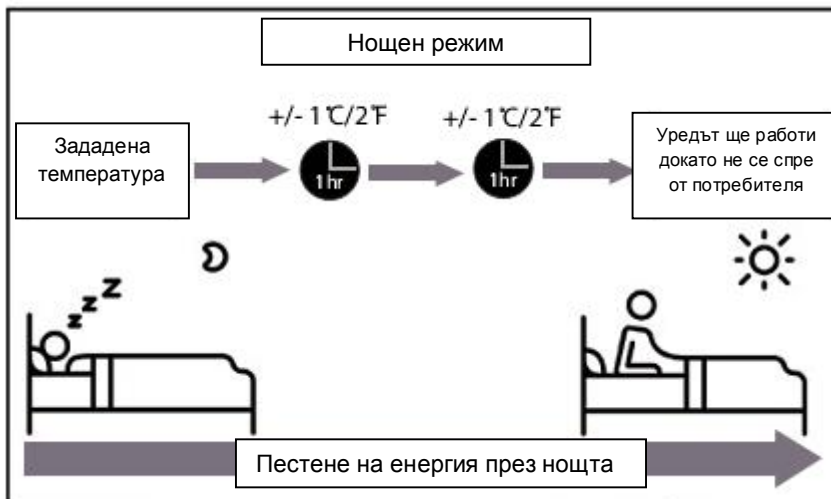 Нощен режим
+/- 1℃/2℉
+/- 1℃/2℉
Зададена
температура
1hr
1hr
Уредът ще работи
докато не се спре
от потребителя
z z Z
Пестене на енергия през нощта